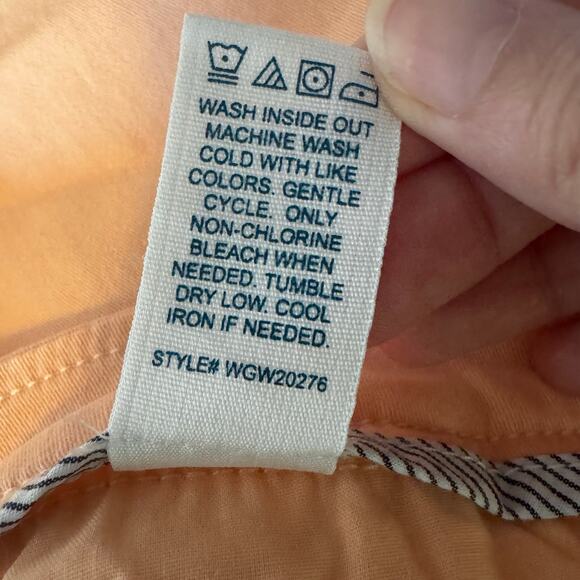 WASH INSIDE OUT
MACHINE WASH
COLD WITH LIKE
COLORS. GENTLE
CYCLE. ONLY
NON-CHLORINE
BLEACH WHEN
NEEDED. TUMBLE
DRY LOW. COOL
IRON IF NEEDED.
STYLE# WGW20276